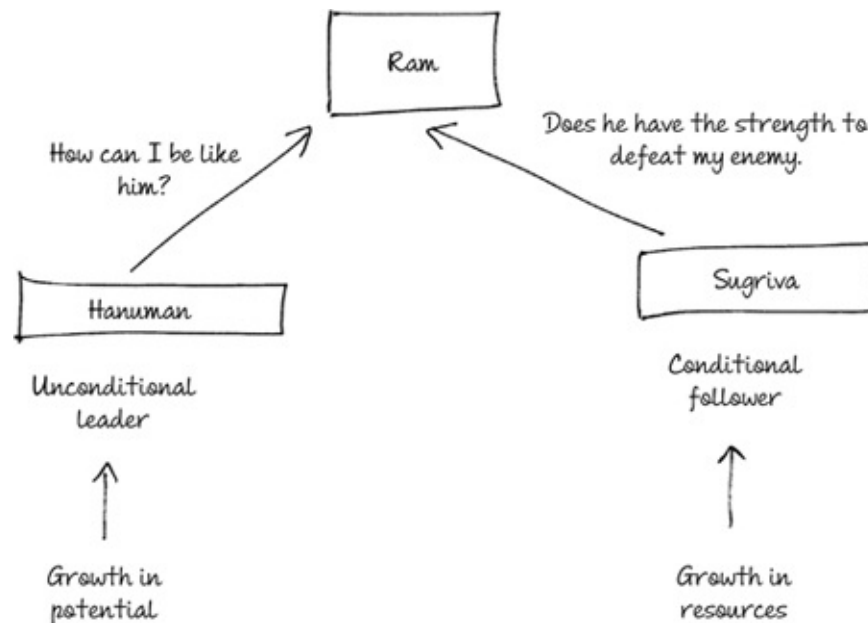 Ram
How can I be like
him?
Does he have the strength to
defeat my enemy.
Hanuman
Sugriva
Unconditional
leader
Conditional
follower
Growth in
potential
Growth in
resources